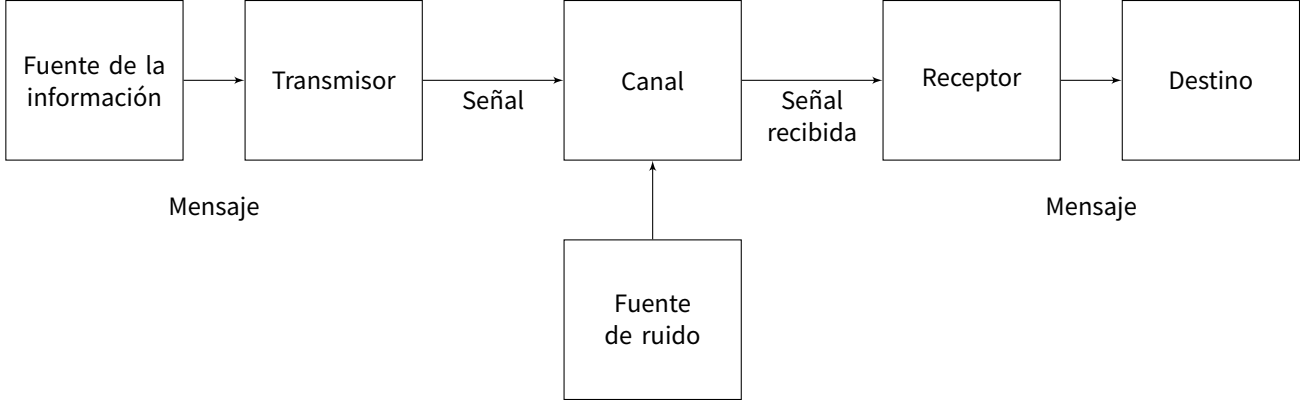 Fuente de la
información
Transmisor
Señal
Canal
Señal
recibida
Receptor
Destino
Mensaje
Mensaje
Fuente
de ruido